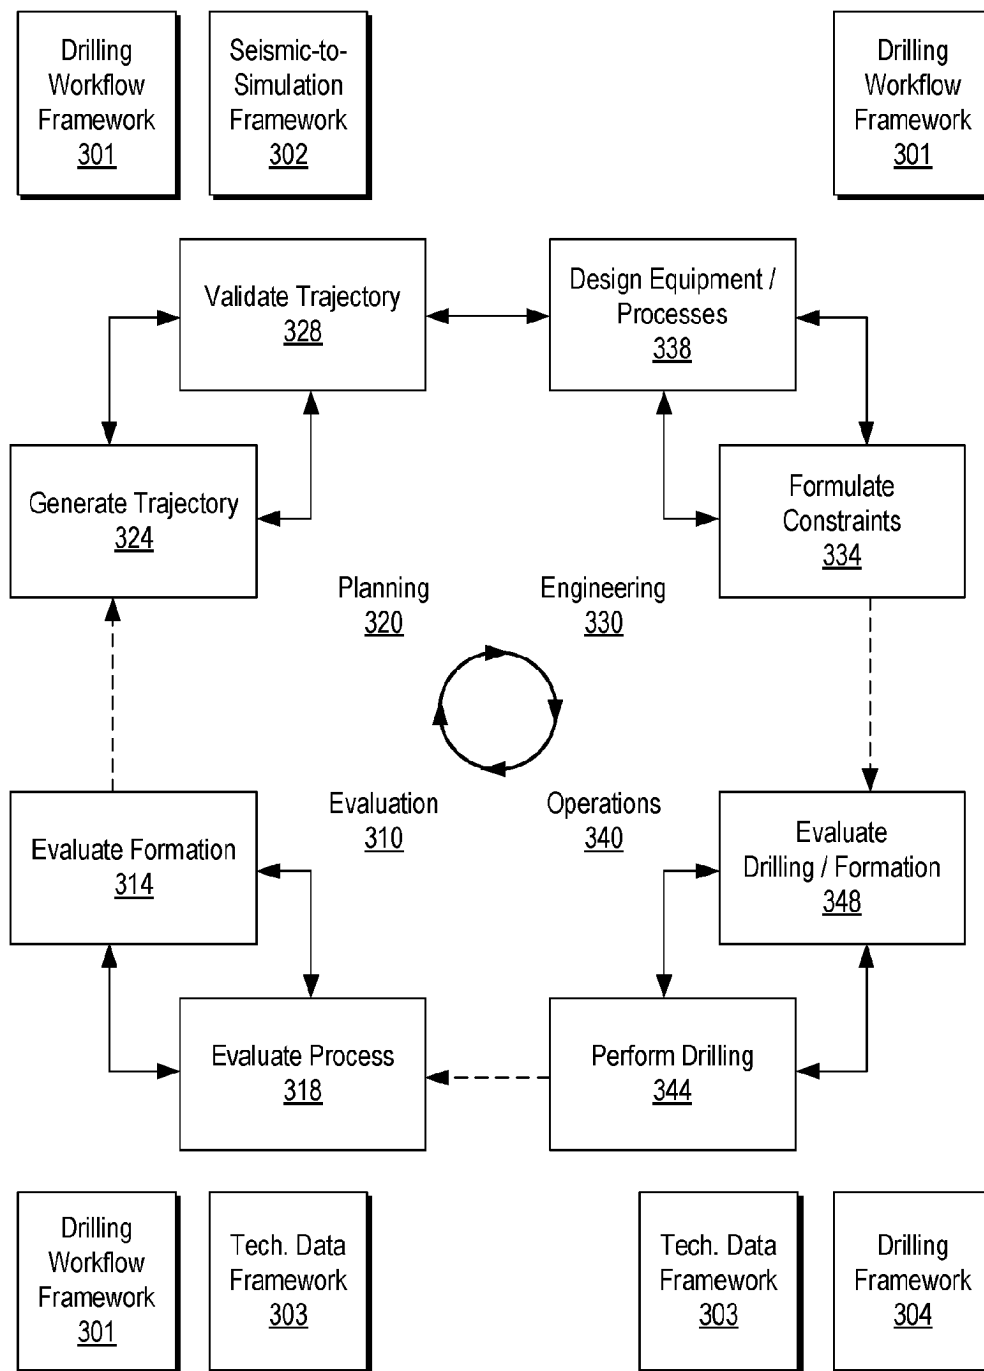 Drilling
Workflow
Framework
301
Seismic-to-
Simulation
Framework
302
Drilling
Workflow
Framework
301
Validate Trajectory
328
Design Equipment /
Processes
338
Generate Trajectory
324
Formulate
Constraints
334
Planning
320
Engineering
330
Evaluation
310
Operations
340
Evaluate Formation
314
Evaluate
Drilling / Formation
348
Evaluate Process
318
Perform Drilling
344
Drilling
Workflow
Framework
301
Tech. Data
Framework
303
Tech. Data
Framework
303
Drilling
Framework
304